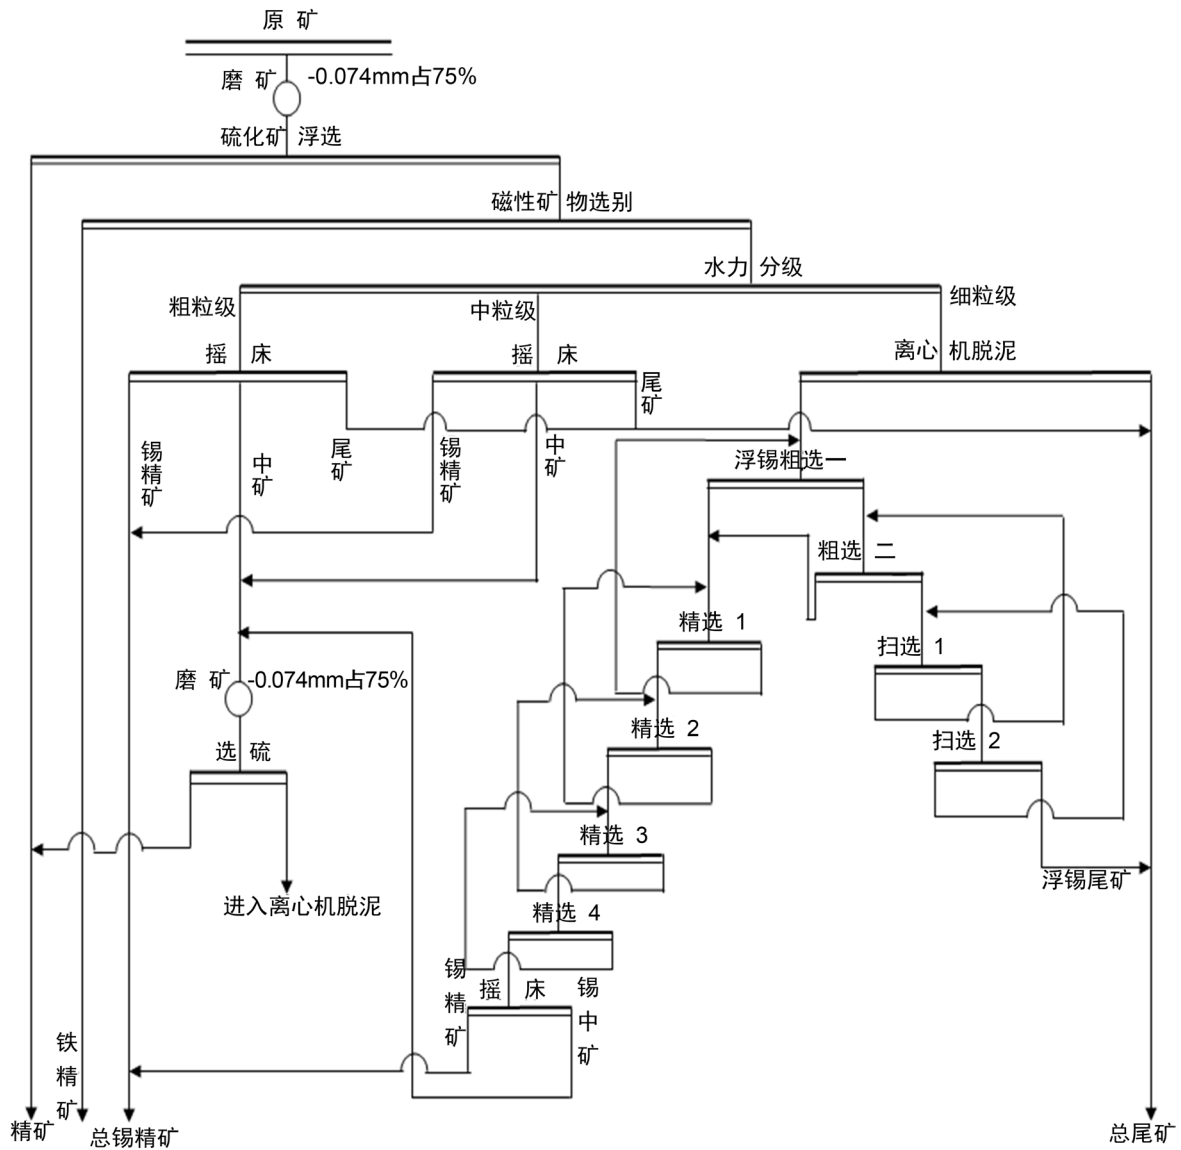 原 矿
磨 矿 -0.074mm占75%
硫化矿 浮选
磁性矿 物选别
水力 分级
粗粒级
中粒级
细粒级
摇 床
摇 床
离心 机脱泥
锡精矿
中矿
尾矿
锡精矿
中矿
尾矿
浮锡粗选一
粗选 二
精选 1
扫选 1
磨 矿 -0.074mm占75%
精选 2
扫选 2
选 硫
精选 3
进入离心机脱泥
浮锡尾矿
精选 4
锡精矿
摇 床
锡中矿
铁精矿
精矿
总锡精矿
总尾矿